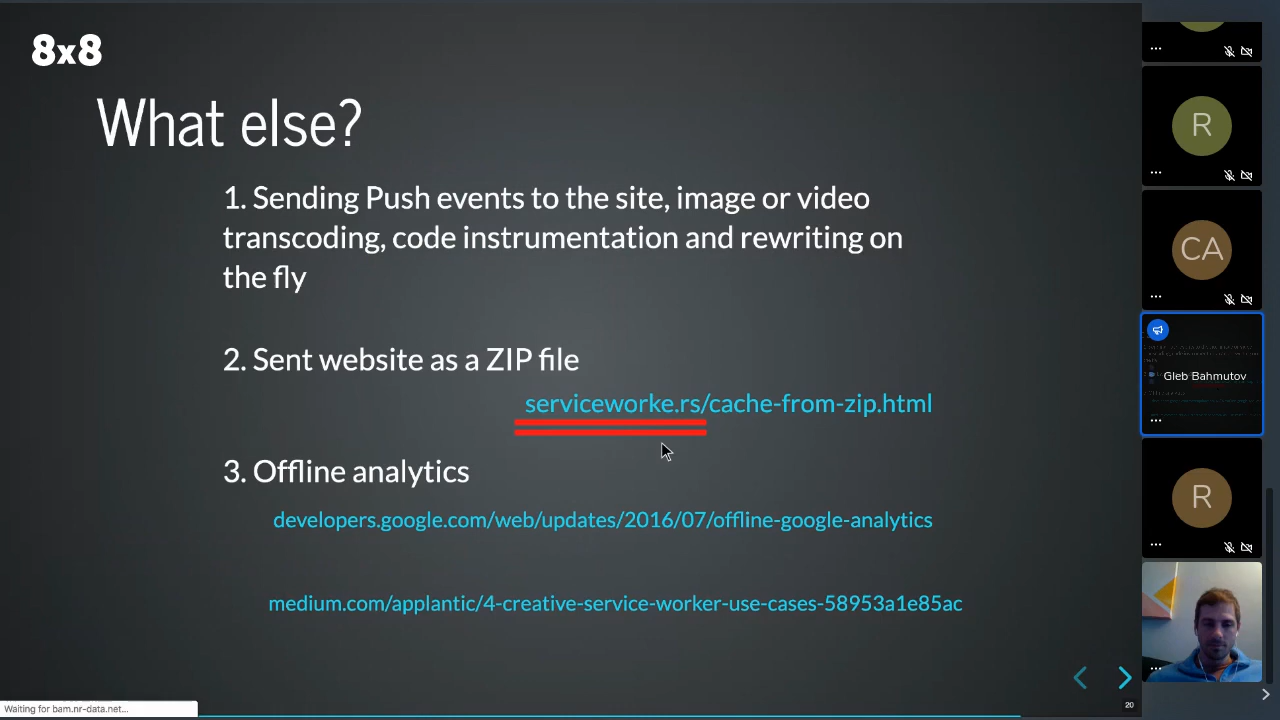 8x8
What else?
1. Sending Push events to the site, image or video
transcoding, code instrumentation and rewriting on
the fly
2. Sent website as a ZIP file
serviceworke.rs/cache-from-zip.html
3. Offline analytics
developers.google.com/web/updates/2016/07/offline-google-analytics
medium.com/applantic/4-creative-service-worker-use-cases-58953a1e85ac
20
Waiting for bam.nr-data.net...
R
CA
Gleb Bahmutov
R